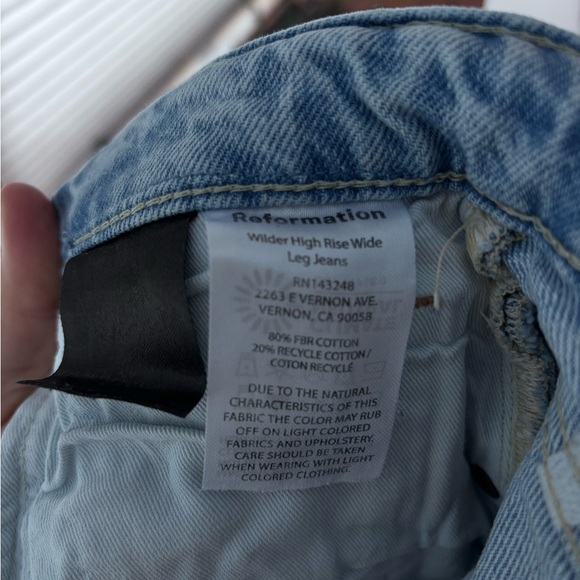 Reformation
Wilder High Rise Wide
Leg Jeans
RN143248
2263 E VERNON AVE.
VERNON, CA 90058
80% FBR COTTON
20% RECYCLE COTTON/
COTON RECYCLÉ
DUE TO THE NATURAL
CHARACTERISTICS OF THIS
FABRIC THE COLOR MAY RUB
OFF ON LIGHT COLORED
FABRICS AND UPHOLSTERY.
CARE SHOULD BE TAKEN
WHEN WEARING WITH LIGHT
COLORED CLOTHING.